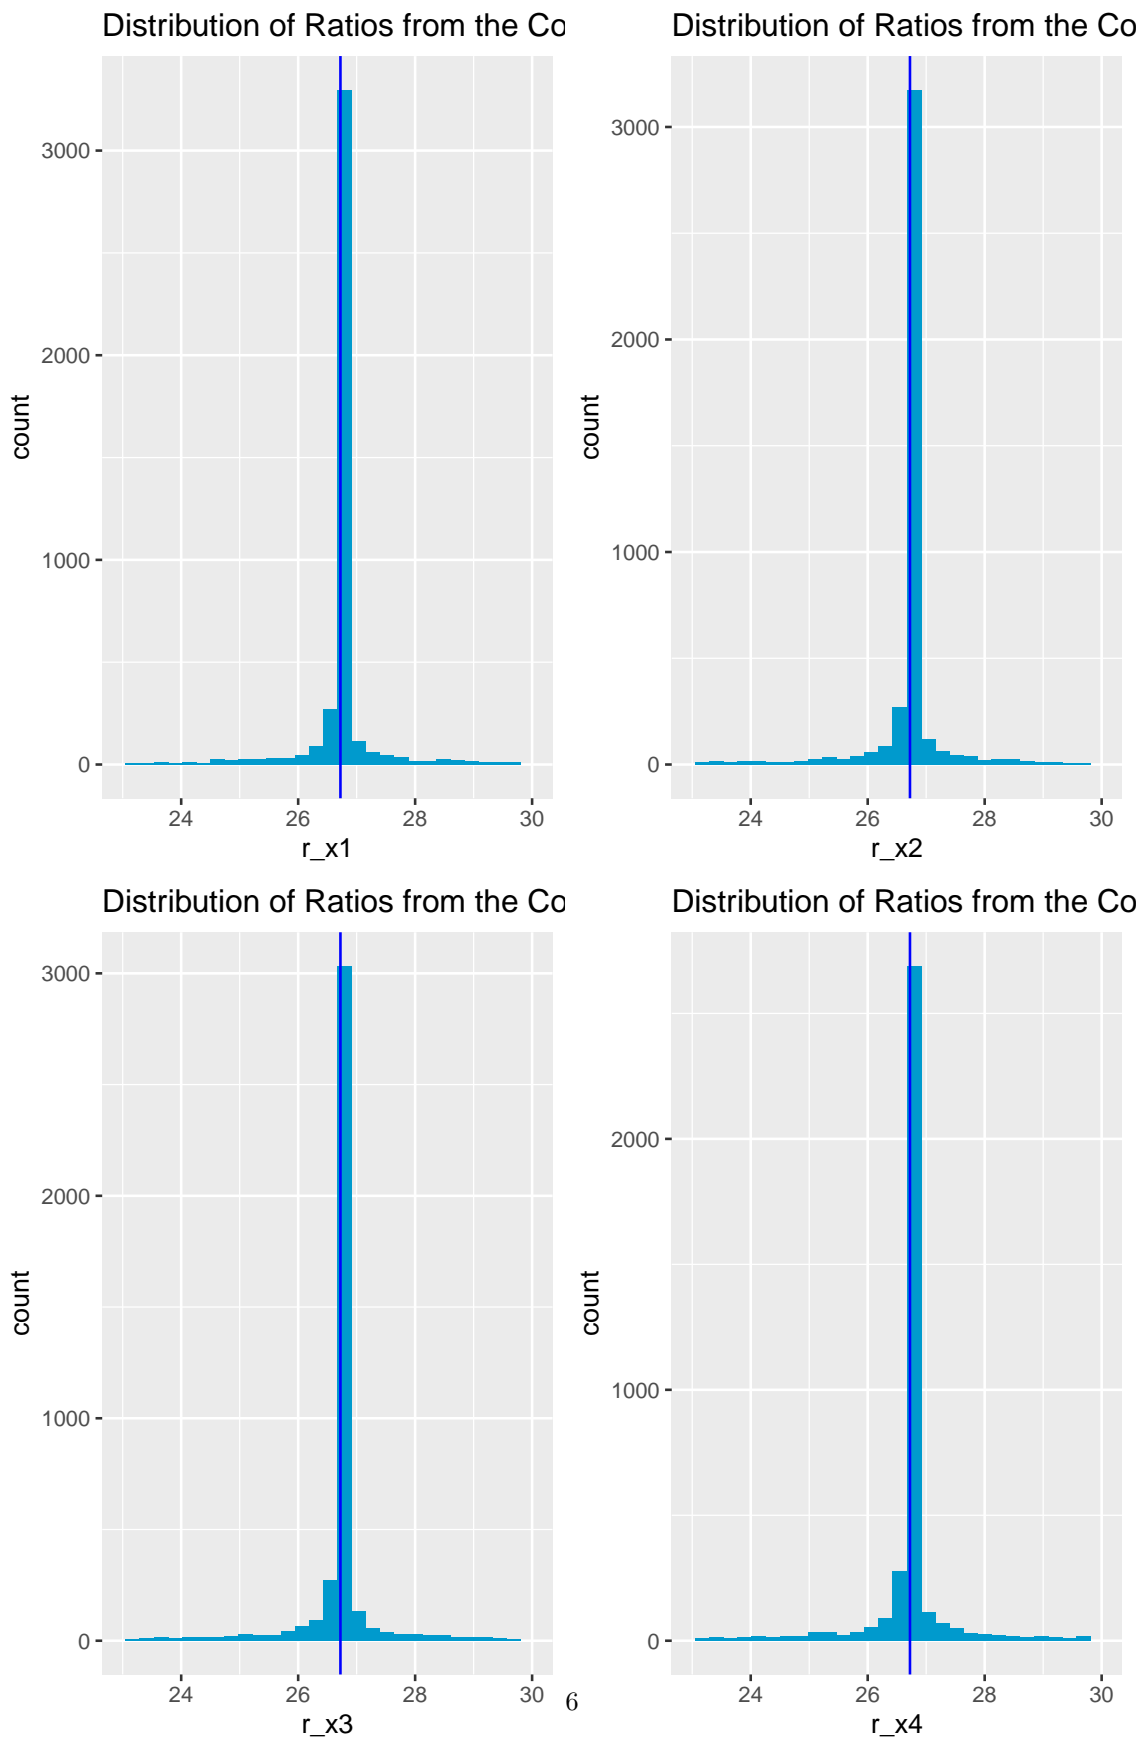 Distribution of Ratios from the Co
3000
2000
1000
0
count
24 26 28 30
r_x1
Distribution of Ratios from the Co
3000
2000
1000
0
count
24 26 28 30
r_x2
Distribution of Ratios from the Co
3000
2000
1000
0
count
24 26 28 30
r_x3
Distribution of Ratios from the Co
2000
1000
0
count
24 26 28 30
r_x4
6